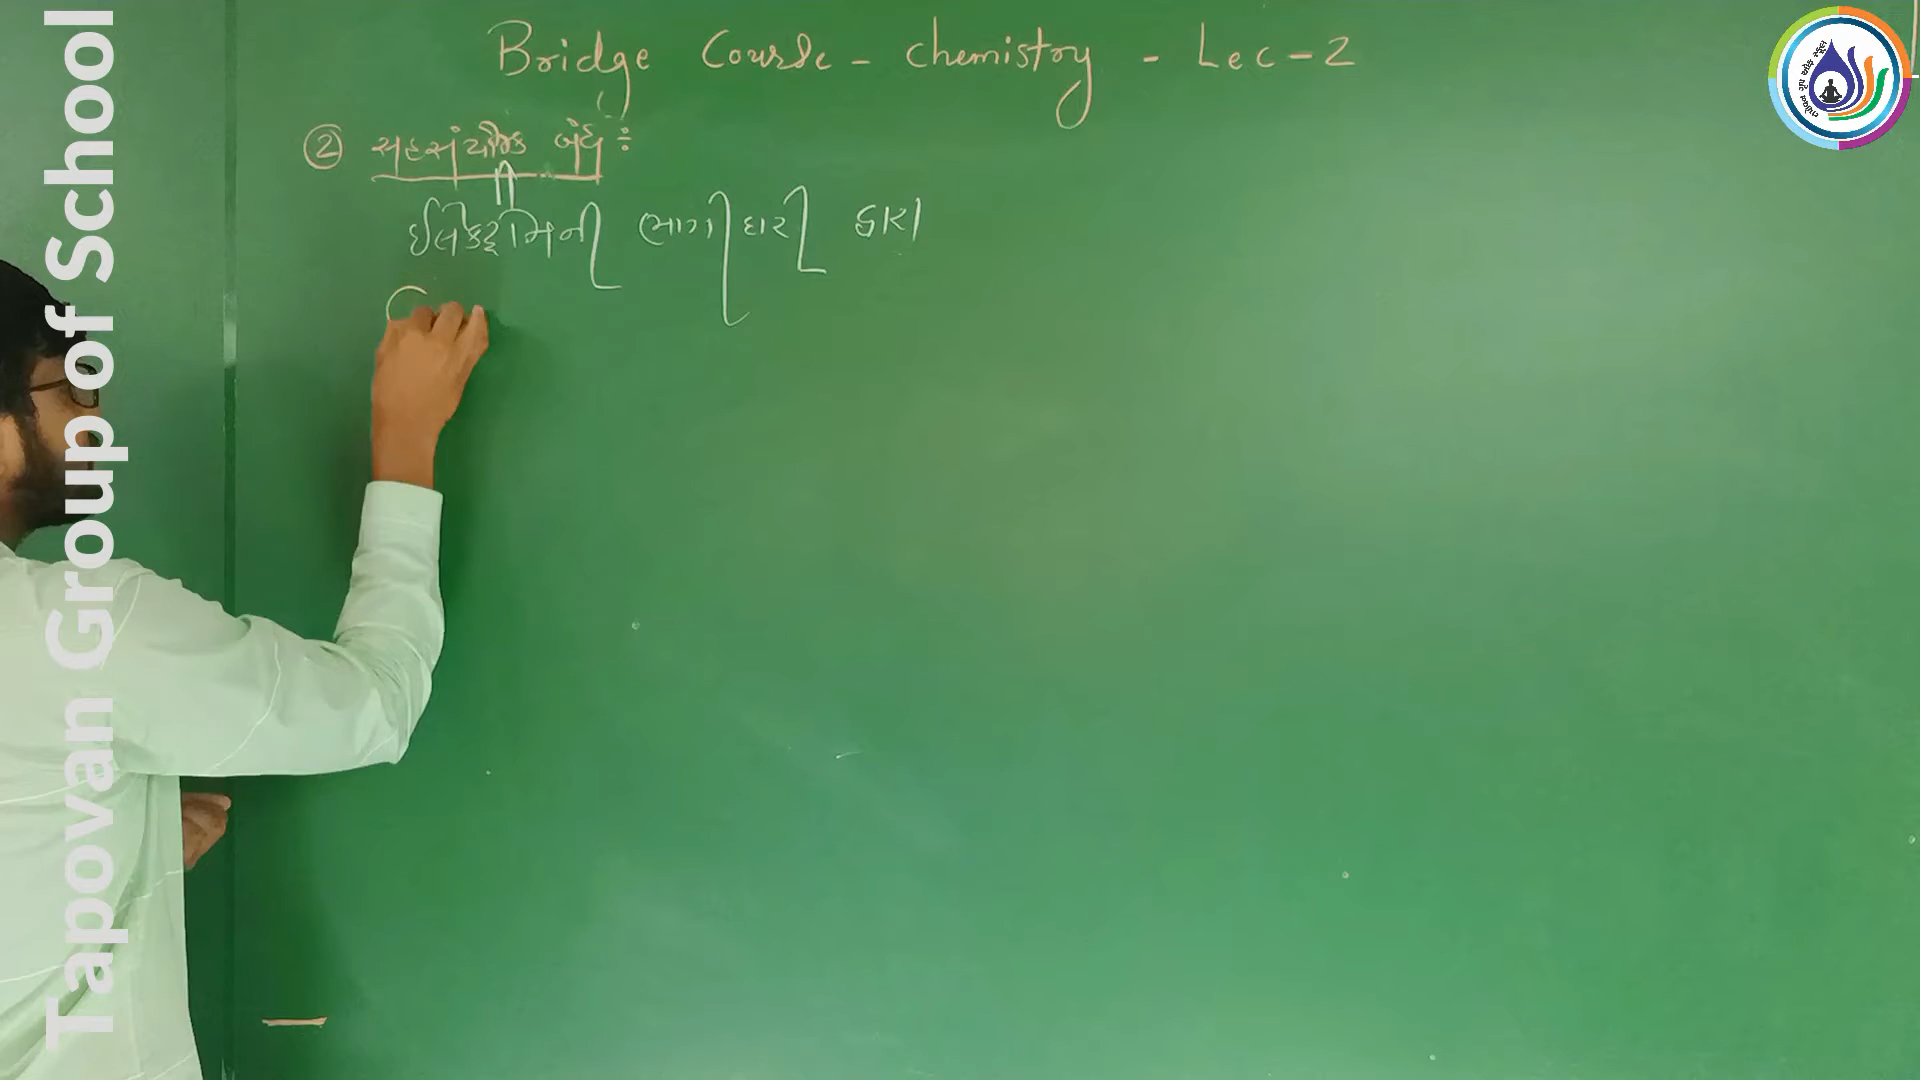 Bridge Course - Chemistry - Lec - 2
② સહસંયોજક બંધ :
ઈલેક્ટ્રોનની ભાગીદારી દ્વારા
Tapovan Group of School